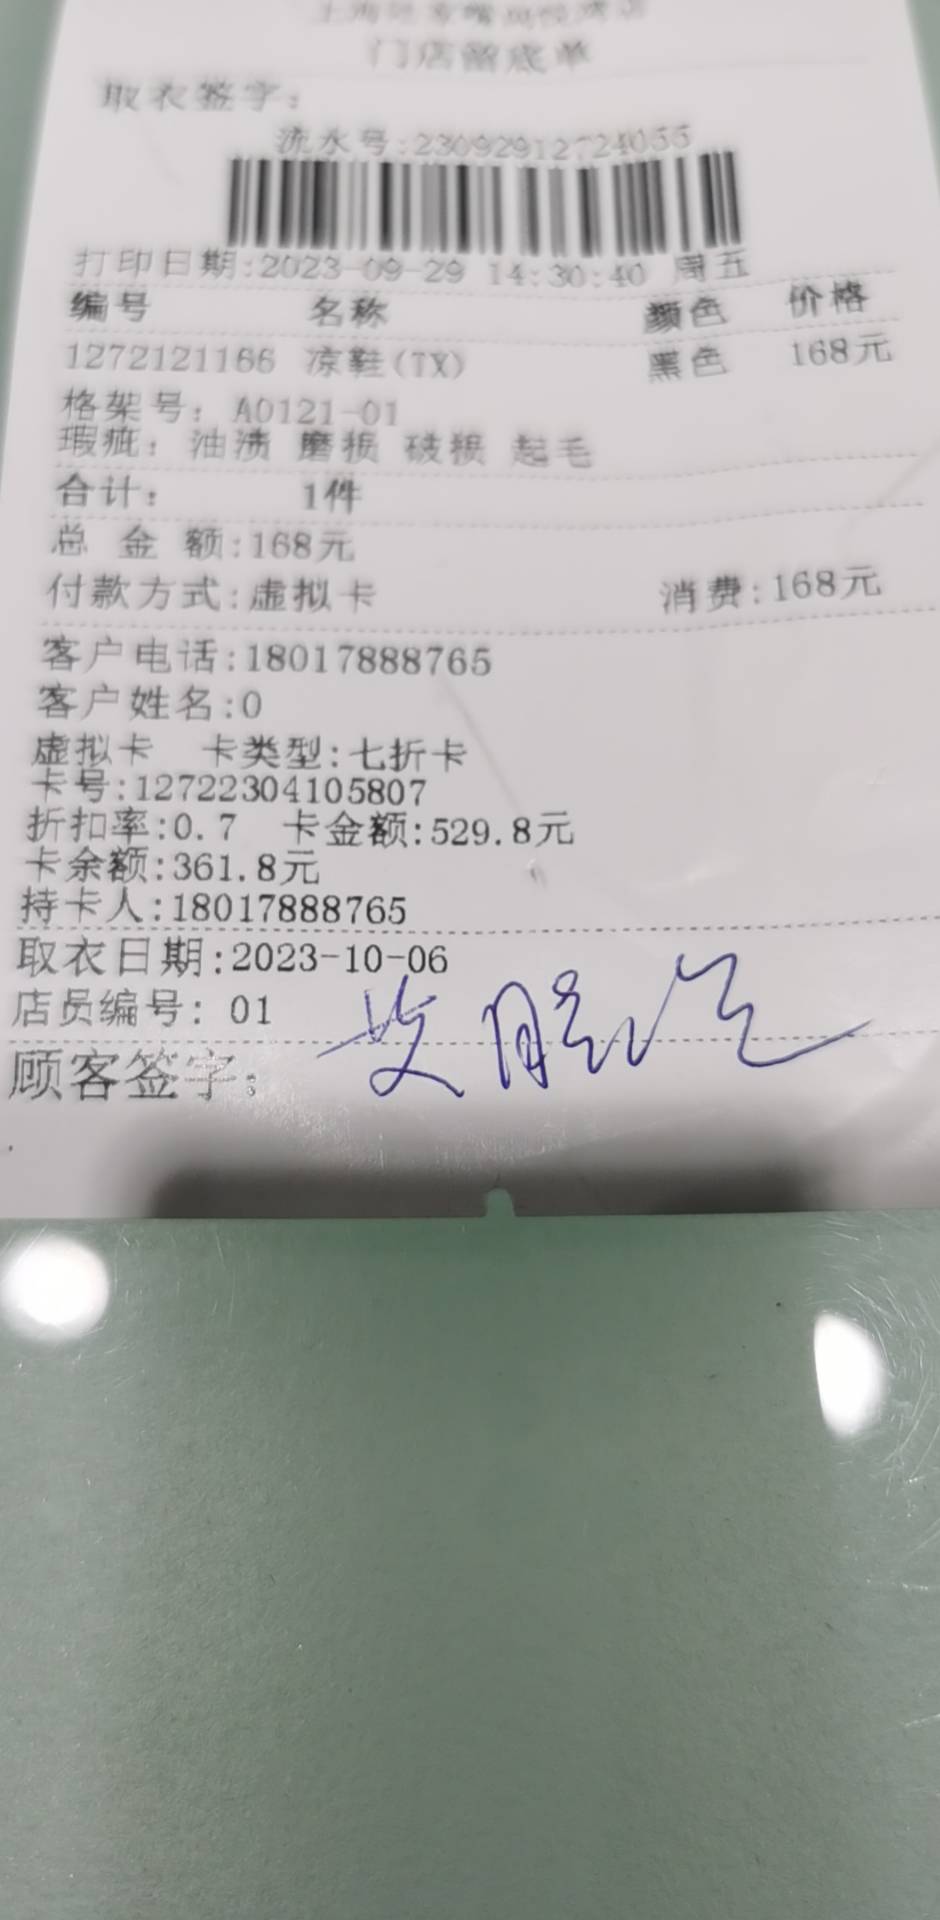 门店留底单
取衣签字：
流水号:23092912724055
打印日期:2023-09-29 14:30:40 周五
编号 名称 颜色 价格
1272121166 凉鞋(TX) 黑色 168元
格架号：A0121-01
瑕疵：油渍 磨损 破损 起毛
合计： 1件
总 金 额:168元
付款方式:虚拟卡 消费:168元
客户电话:18017888765
客户姓名:0
虚拟卡 卡类型:七折卡
卡号:12722304105807
折扣率:0.7 卡金额:529.8元
卡余额:361.8元
持卡人:18017888765
取衣日期:2023-10-06
店员编号：01
顾客签字：